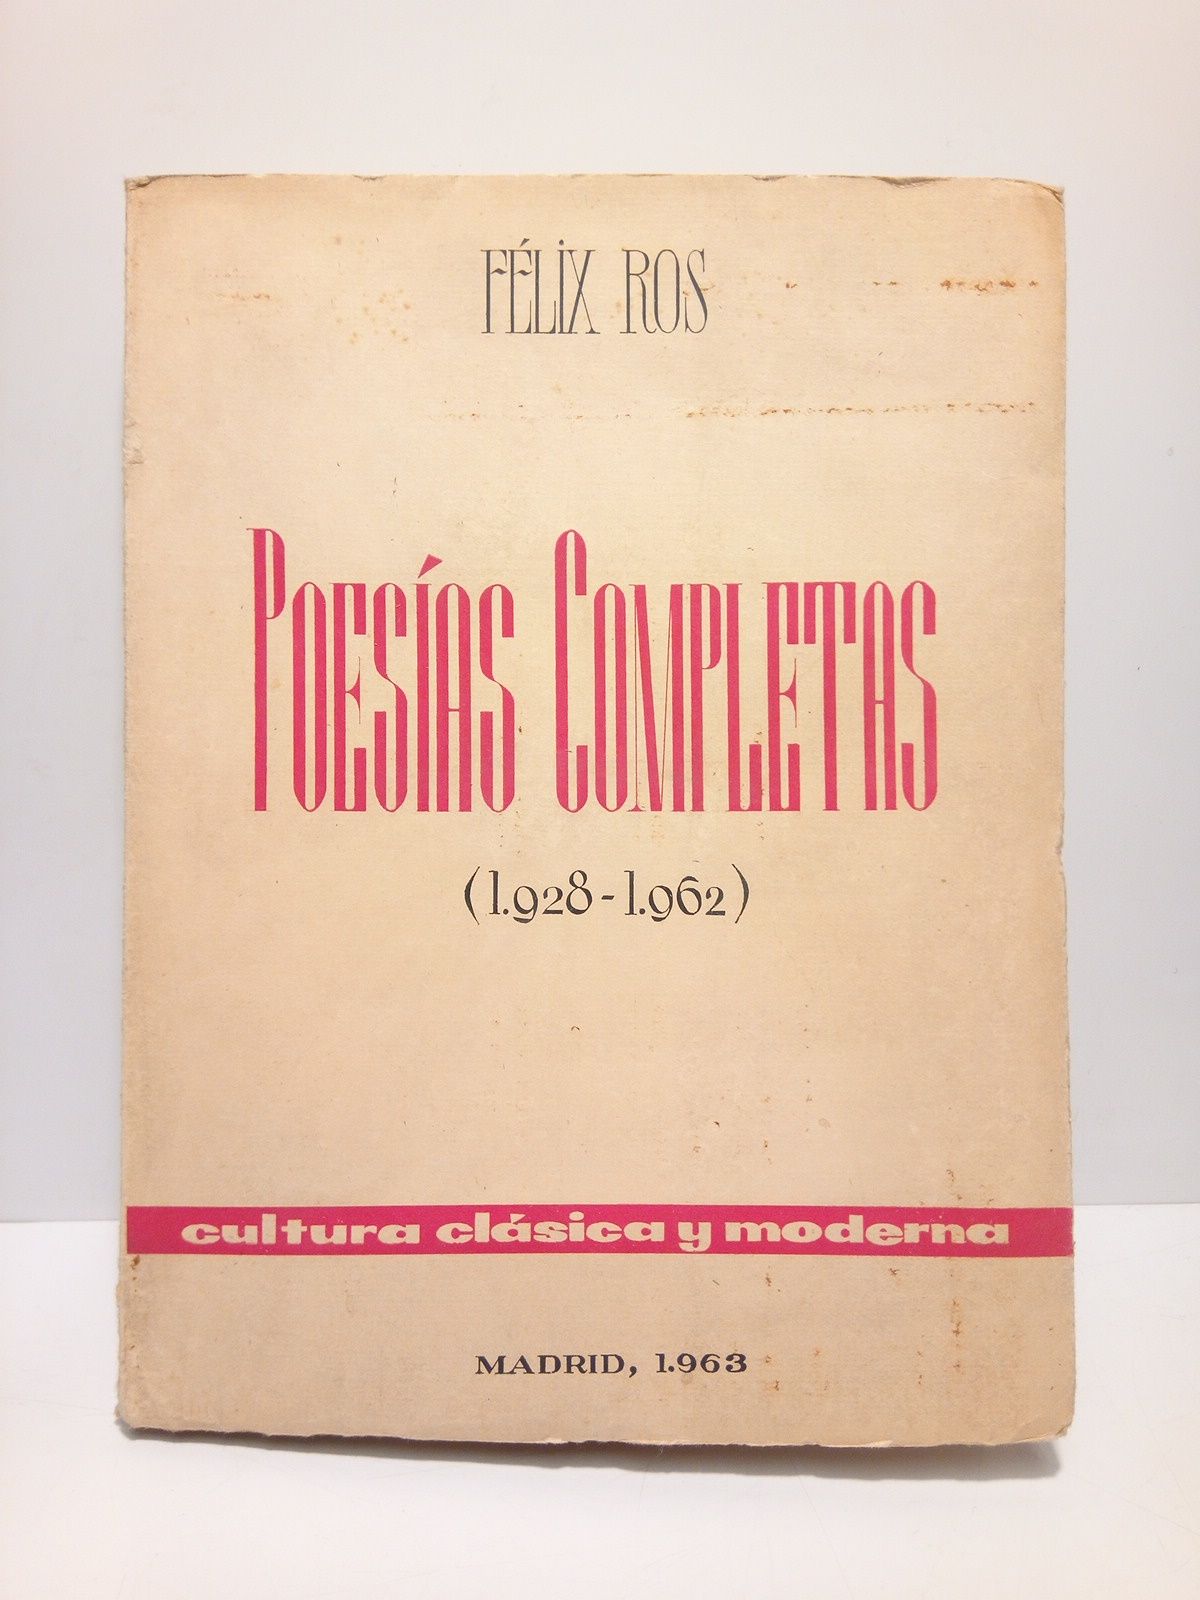 FÉLIX ROS
POESÍAS COMPLETAS
(1.928-1.962)
cultura clásica y moderna
MADRID, 1.963